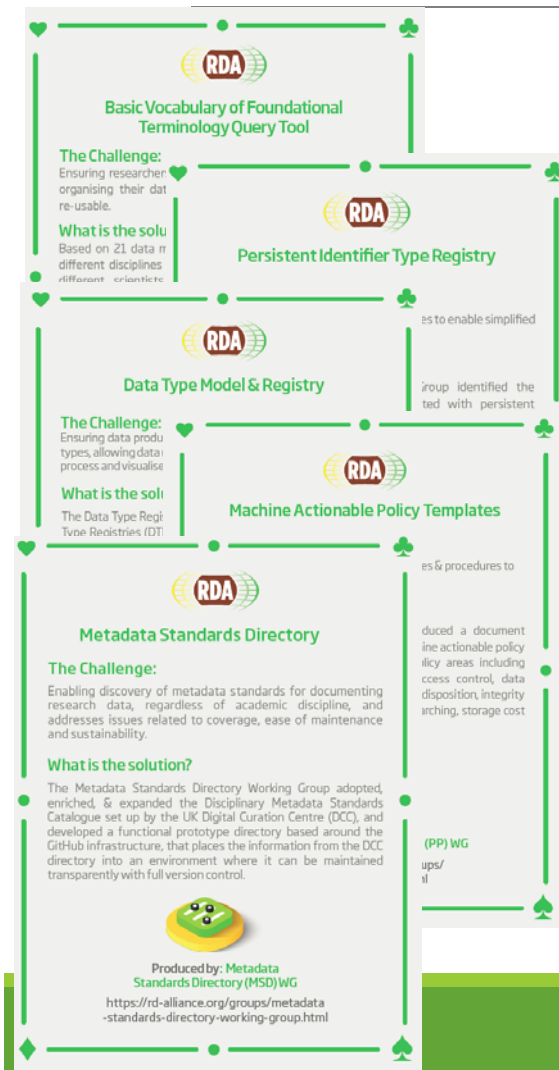 RDA
Basic Vocabulary of Foundational
Terminology Query Tool
The Challenge:
Ensuring researcher
organising their dat
re-usable.
What is the solu
Based on 21 data m
different disciplines
different scientists
RDA
Persistent Identifier Type Registry
es to enable simplified
Group identified the
ted with persistent
RDA
Data Type Model & Registry
The Challenge:
Ensuring data produ
types, allowing data
process and visualise
What is the solu
The Data Type Regi
Type Registries (DT
RDA
Machine Actionable Policy Templates
es & procedures to
duced a document
ine actionable policy
licy areas including
ccess control, data
disposition, integrity
arching, storage cost
(PP) WG
ups/
RDA
Metadata Standards Directory
The Challenge:
Enabling discovery of metadata standards for documenting
research data, regardless of academic discipline, and
addresses issues related to coverage, ease of maintenance
and sustainability.
What is the solution?
The Metadata Standards Directory Working Group adopted,
enriched, & expanded the Disciplinary Metadata Standards
Catalogue set up by the UK Digital Curation Centre (DCC), and
developed a functional prototype directory based around the
GitHub infrastructure, that places the information from the DCC
directory into an environment where it can be maintained
transparently with full version control.
Produced by: Metadata
Standards Directory (MSD) WG
https://rd-alliance.org/groups/metadata
-standards-directory-working-group.html